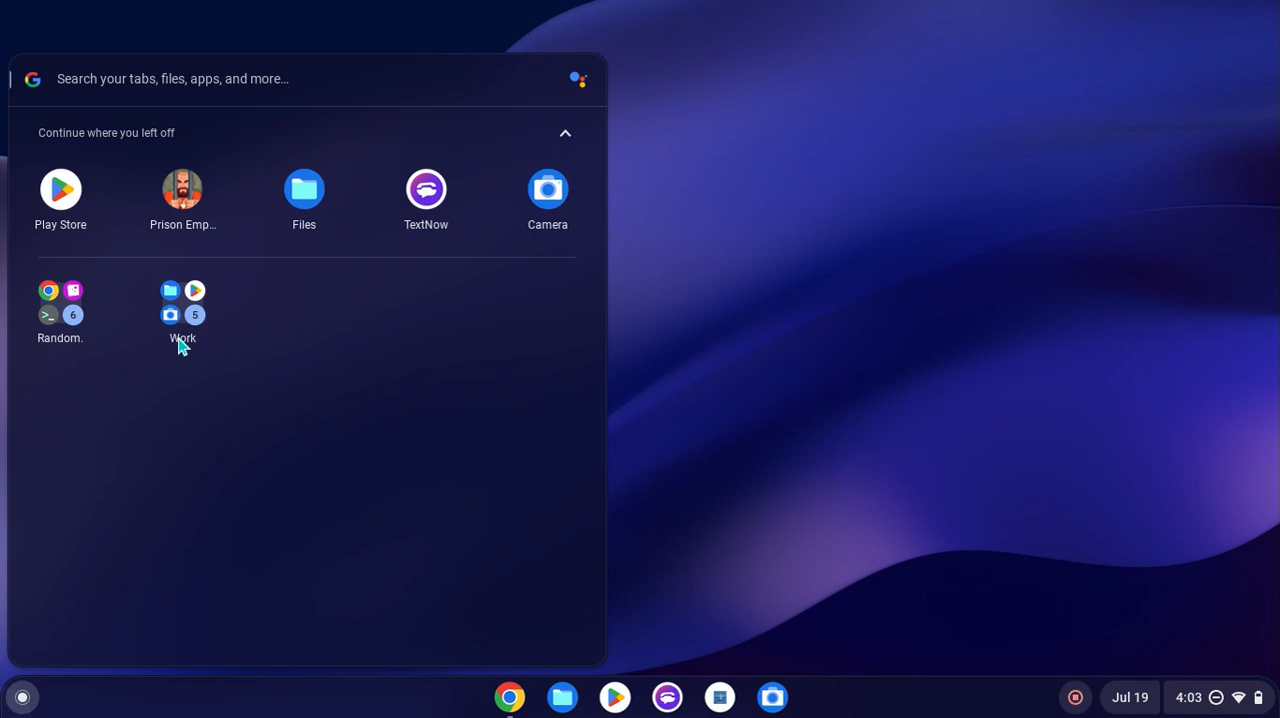 Search your tabs, files, apps, and more...
Continue where you left off
Play Store
Prison Emp...
Files
TextNow
Camera
>_ 6
5
Random.
Work
Jul 19
4:03